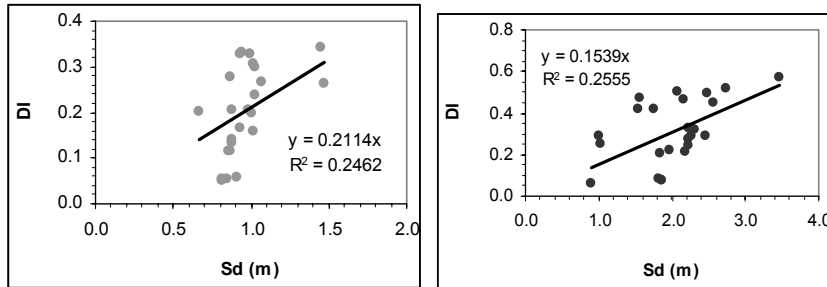 0.4
0.3
0.2
0.1
0.0
DI
y = 0.2114x
R² = 0.2462
0.0 0.5 1.0 1.5 2.0
Sd (m)
0.8
0.6
0.4
0.2
0.0
DI
y = 0.1539x
R² = 0.2555
0.0 1.0 2.0 3.0 4.0
Sd (m)